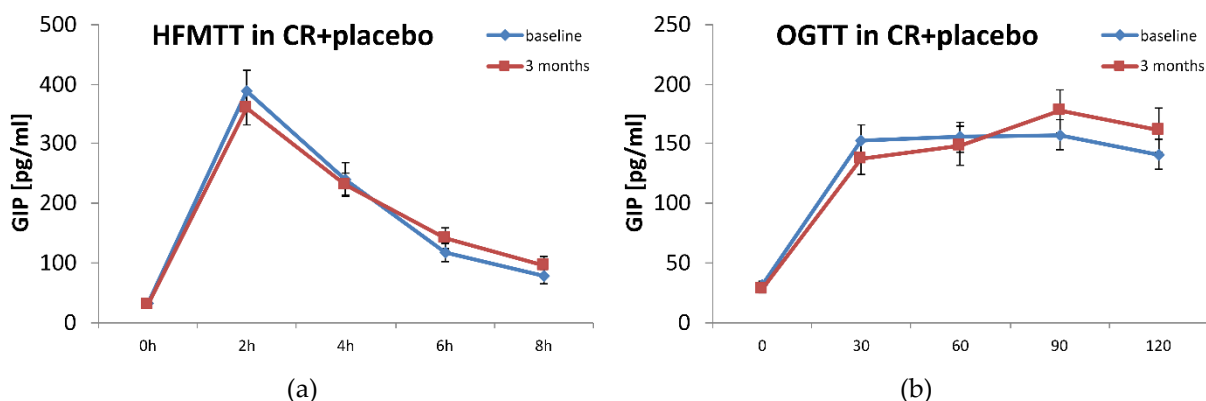 HFMTT in CR+placebo
baseline
3 months
GIP [pg/ml]
500
400
300
200
100
0
0h 2h 4h 6h 8h
(a)
OGTT in CR+placebo
baseline
3 months
GIP [pg/ml]
250
200
150
100
50
0
0 30 60 90 120
(b)